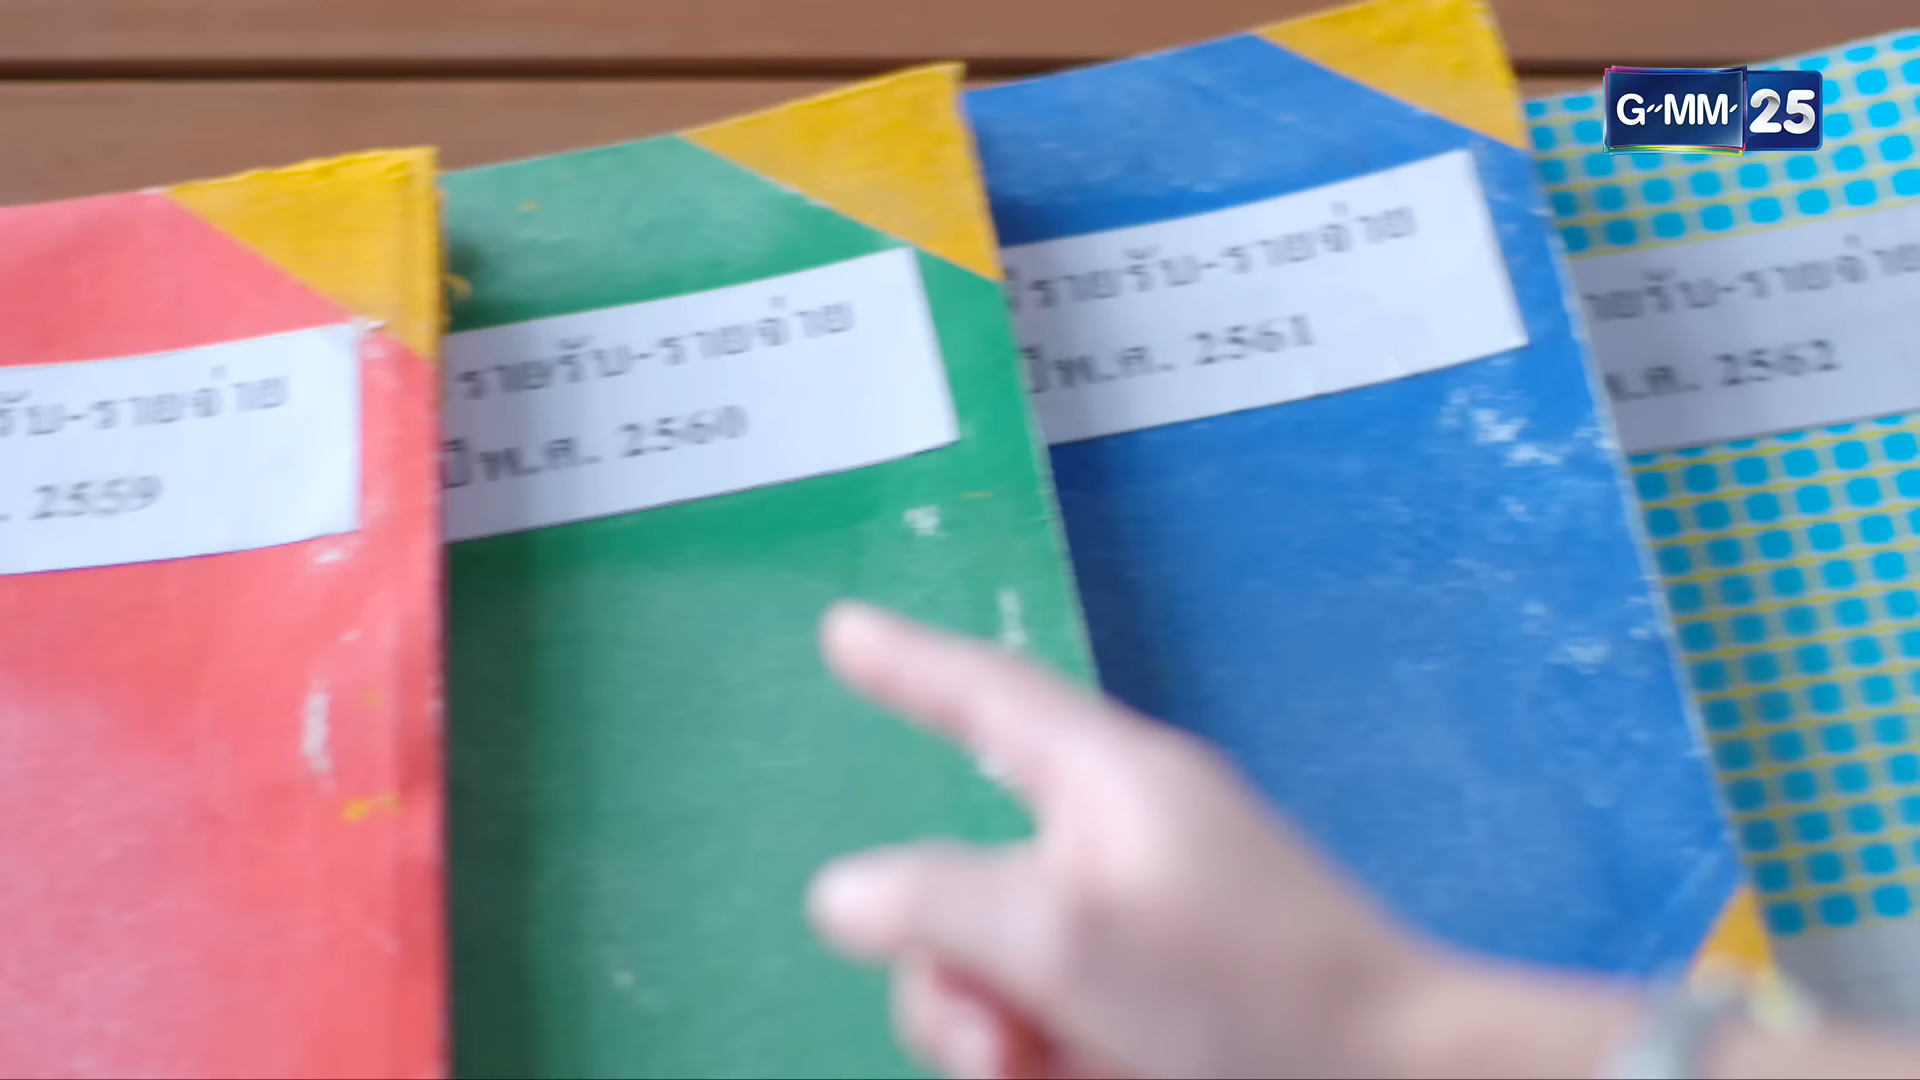 รับ-รายจ่าย
. 2559
รายรับ-รายจ่าย
ปีพ.ศ. 2560
รายรับ-รายจ่าย
ปีพ.ศ. 2561
ายรับ-รายจ่าย
พ.ศ. 2562
GMM 25